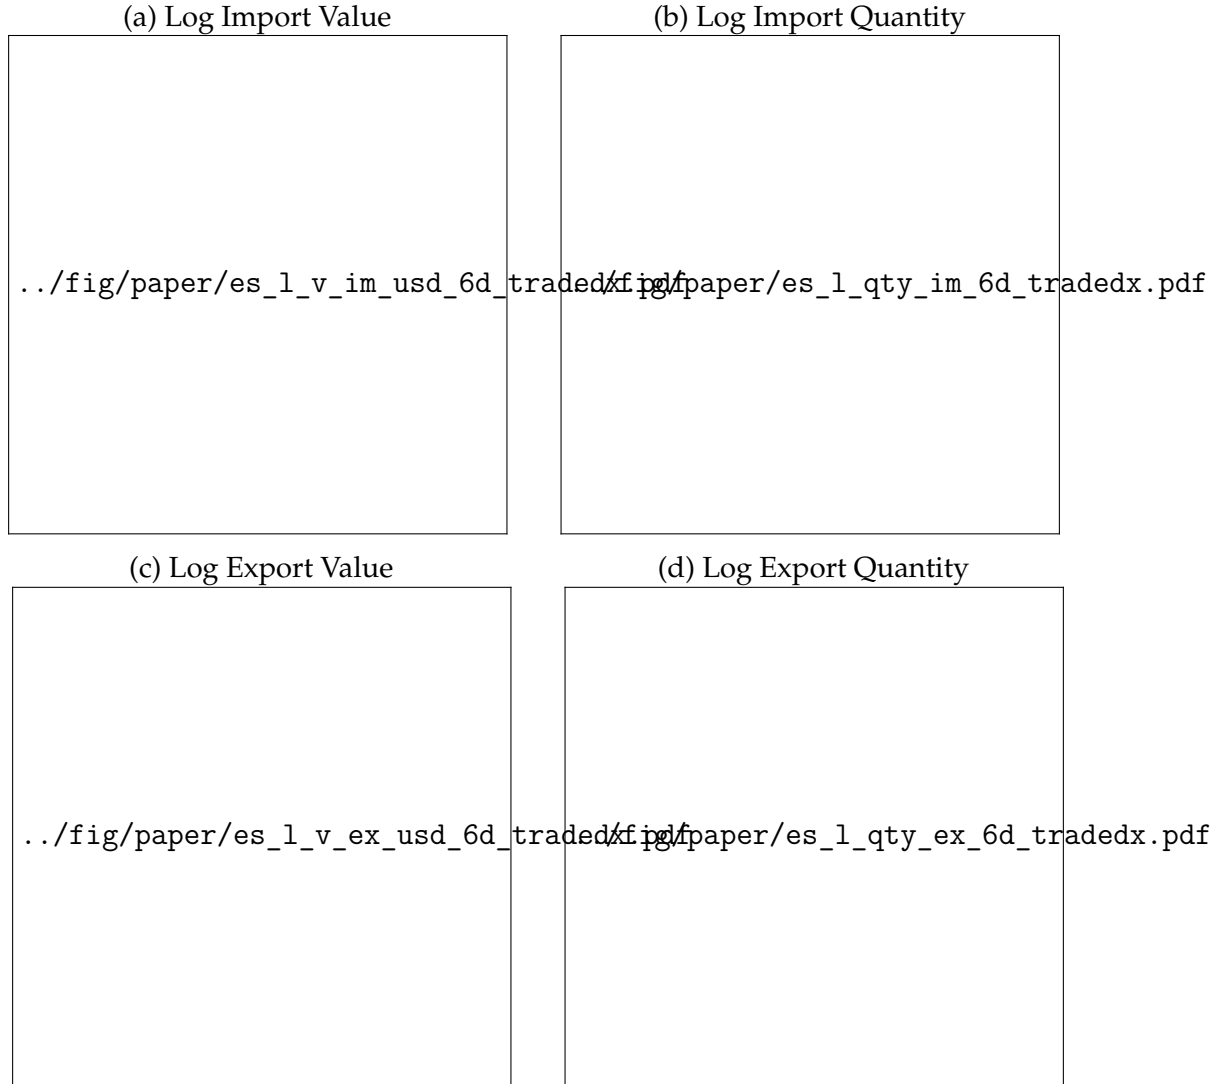 (a) Log Import Value
(b) Log Import Quantity
../fig/paper/es_l_v_im_usd_6d_tradedx.pdf
../fig/paper/es_l_qty_im_6d_tradedx.pdf
(c) Log Export Value
(d) Log Export Quantity
../fig/paper/es_l_v_ex_usd_6d_tradedx.pdf
../fig/paper/es_l_qty_ex_6d_tradedx.pdf